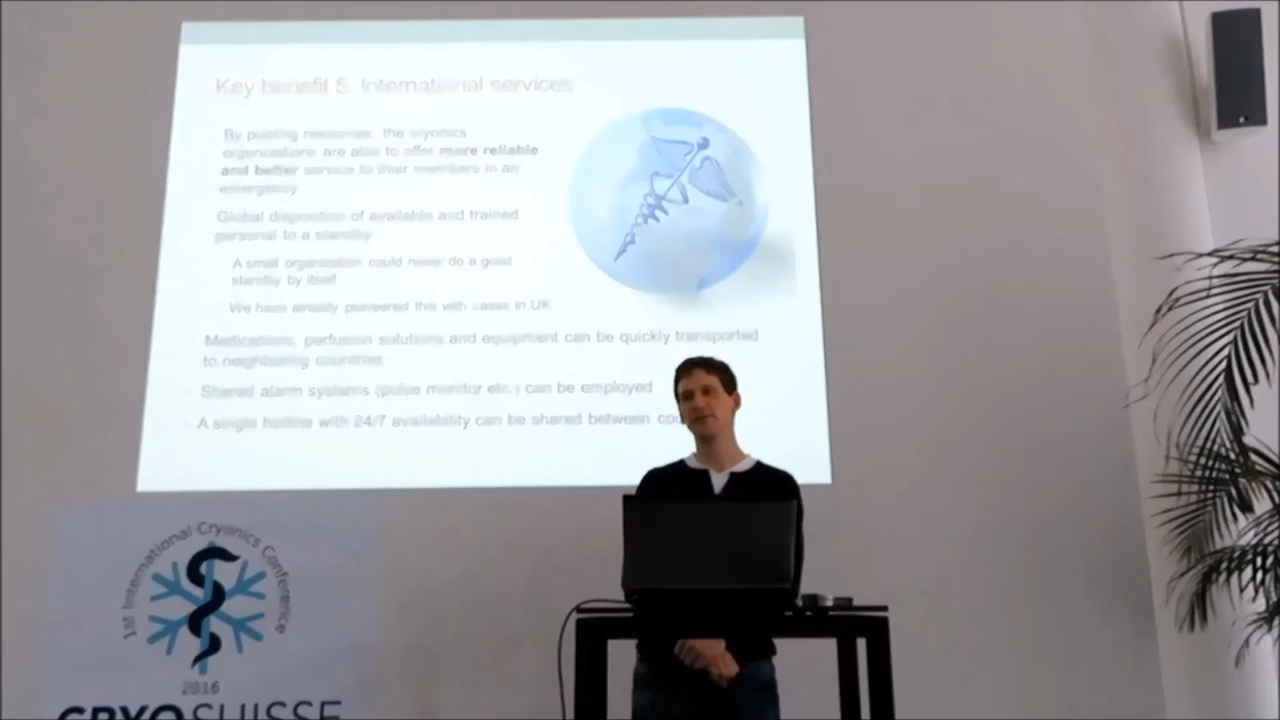 Key benefit 5. International services
By pooling resources, the cryonics
organizations are able to offer more reliable
and better service to their members in an
emergency
Global disposition of available and trained
personal to a standby
A small organization could never do a good
standby by itself
We have already pioneered this with cases in UK
Medications, perfusion solutions and equipment can be quickly transported
to neighboring countries
Shared alarm systems (pulse monitor etc.) can be employed
A single hotline with 24/7 availability can be shared between
1st International Cryonics Conference
2016
CRYOSUISSE